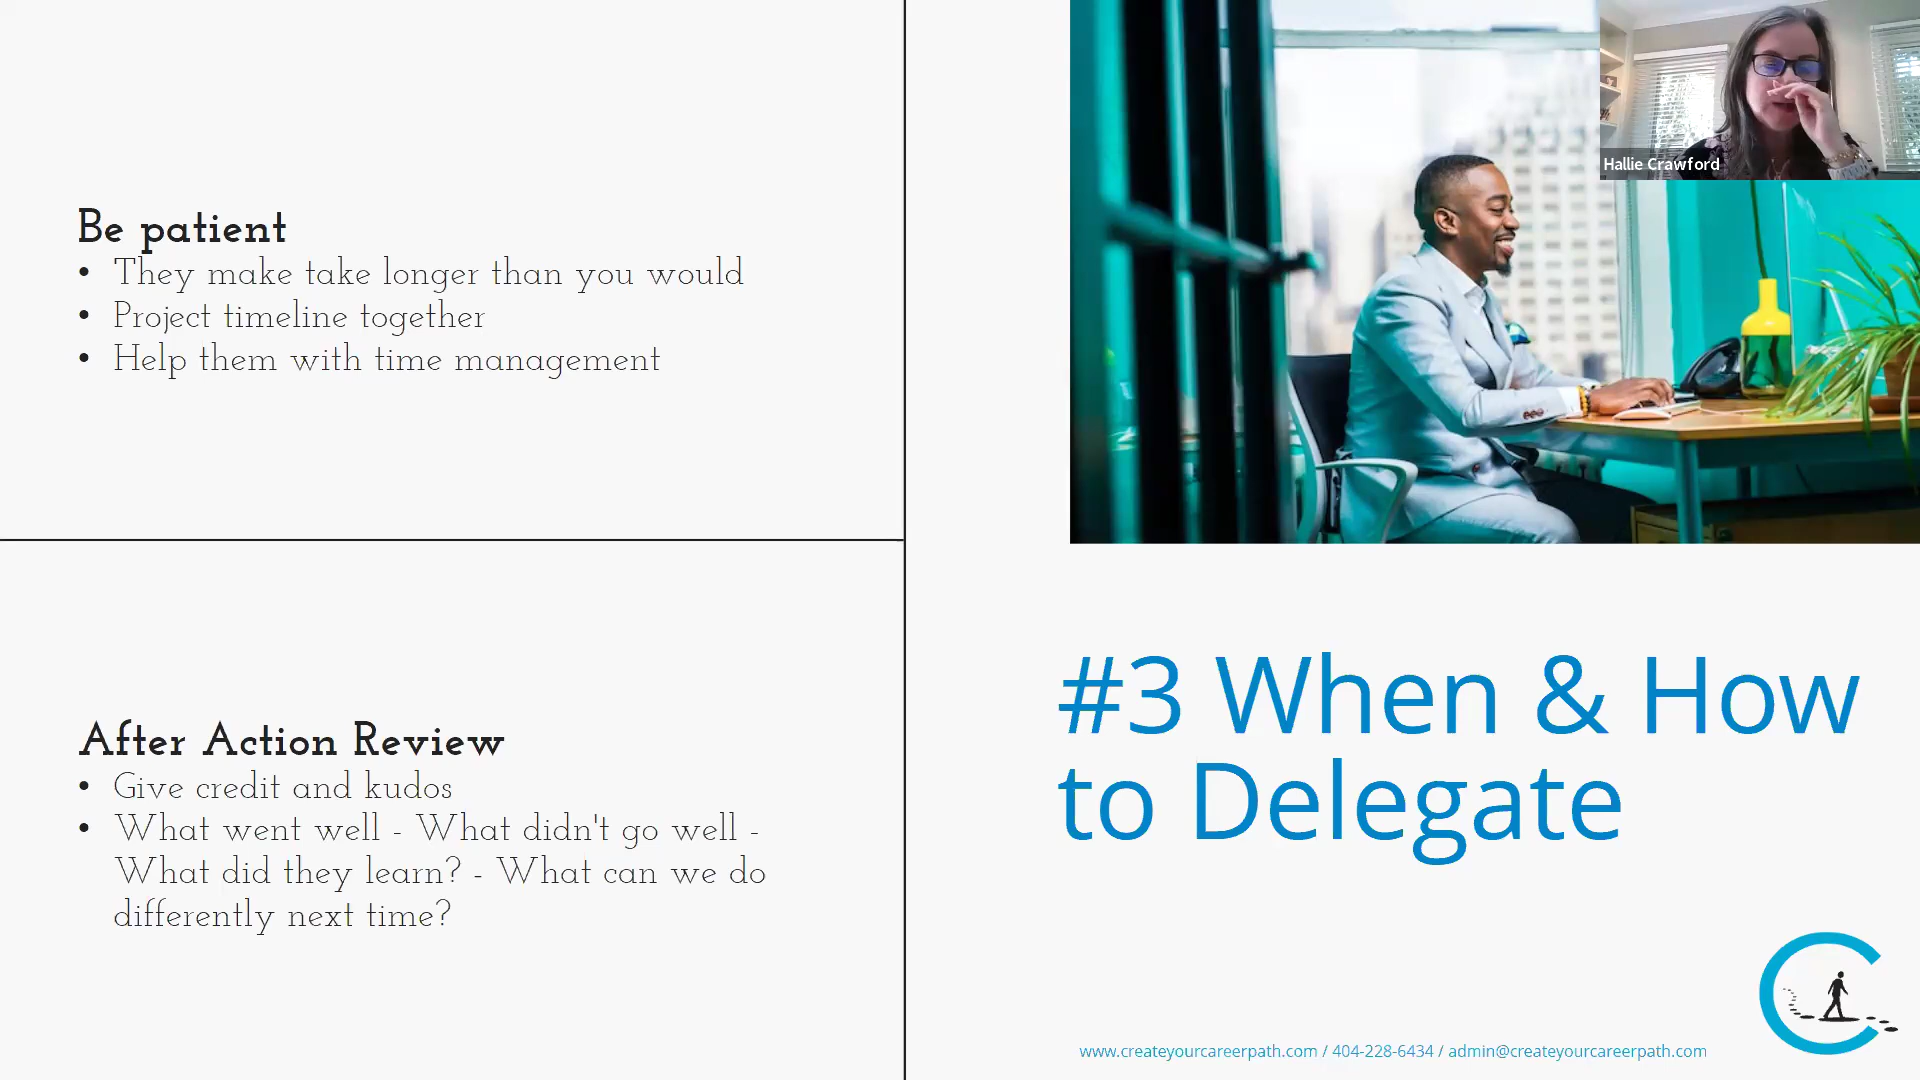 Be patient
• They make take longer than you would
• Project timeline together
• Help them with time management
After Action Review
• Give credit and kudos
• What went well - What didn't go well -
What did they learn? - What can we do
differently next time?
Hallie Crawford
#3 When & How
to Delegate
www.createyourcareerpath.com / 404-228-6434 / admin@createyourcareerpath.com